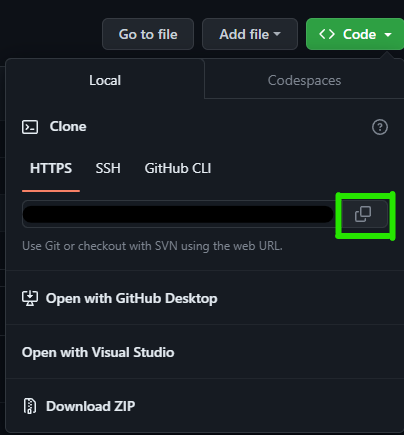 Go to file Add file <> Code
Local Codespaces
Clone
HTTPS SSH GitHub CLI
Use Git or checkout with SVN using the web URL.
Open with GitHub Desktop
Open with Visual Studio
Download ZIP